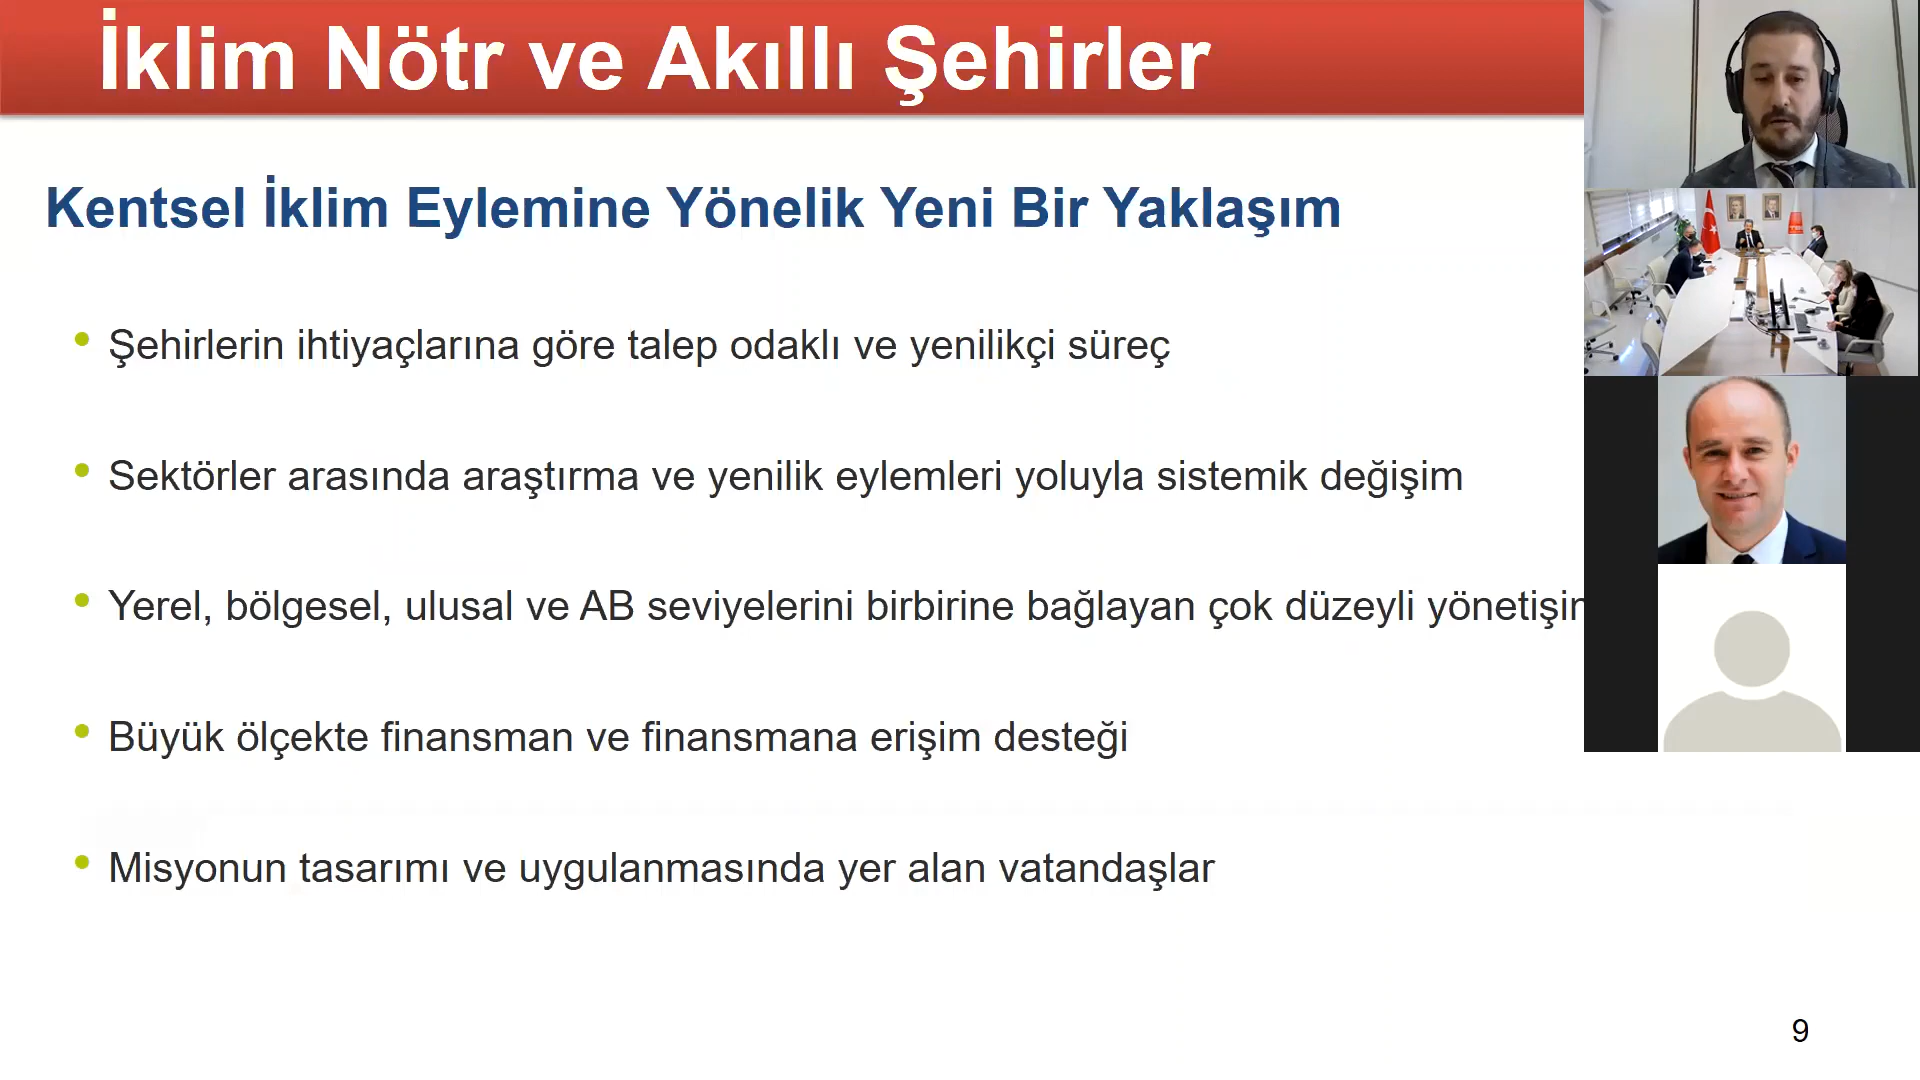 İklim Nötr ve Akıllı Şehirler
Kentsel İklim Eylemine Yönelik Yeni Bir Yaklaşım
• Şehirlerin ihtiyaçlarına göre talep odaklı ve yenilikçi süreç
• Sektörler arasında araştırma ve yenilik eylemleri yoluyla sistemik değişim
• Yerel, bölgesel, ulusal ve AB seviyelerini birbirine bağlayan çok düzeyli
• Büyük ölçekte finansman ve finansmana erişim desteği
• Misyonun tasarımı ve uygulanmasında yer alan vatandaşlar
9